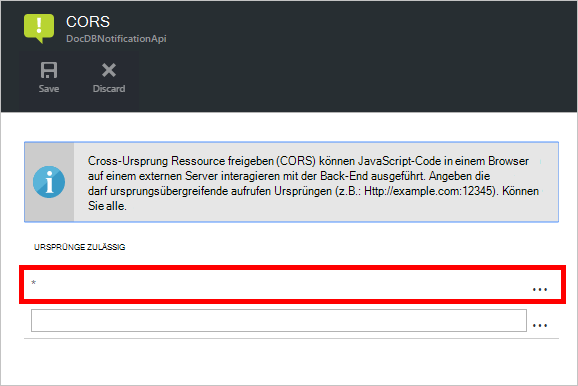 CORS
DocDBNotificationApi
Save Discard
Cross-Ursprung Ressource freigeben (CORS) können JavaScript-Code in einem Browser
auf einem externen Server interagieren mit der Back-End ausgeführt. Angeben die
darf ursprungsübergreifende aufrufen Ursprüngen (z.B.: Http://example.com:12345). Können
Sie alle.
URSPRÜNGE ZULÄSSIG
* ...
...